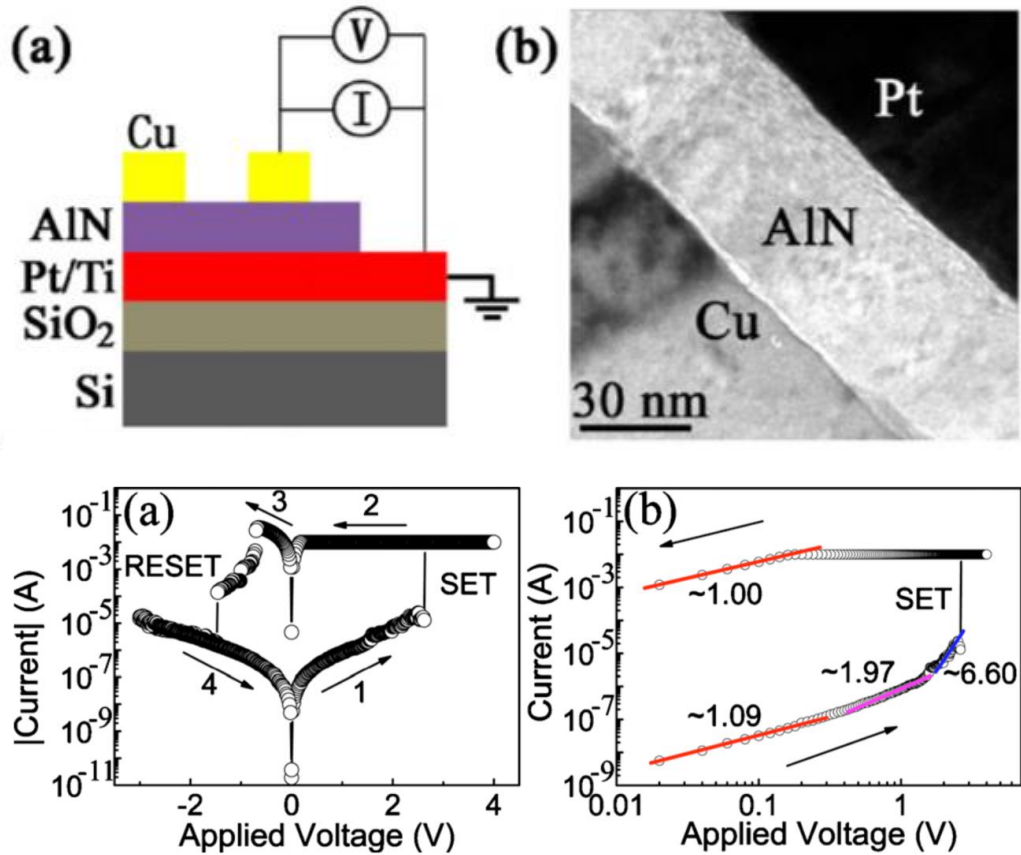 (a)
V
I
Cu
AlN
Pt/Ti
SiO₂
Si
(b)
Pt
AlN
Cu
30 nm
(a)
3
2
RESET
SET
4
1
|Current| (A)
10⁻¹
10⁻³
10⁻⁵
10⁻⁷
10⁻⁹
10⁻¹¹
-2
0
2
4
Applied Voltage (V)
(b)
SET
~1.00
~1.97
~6.60
~1.09
Current (A)
10⁻¹
10⁻³
10⁻⁵
10⁻⁷
10⁻⁹
0.01
0.1
1
Applied Voltage (V)